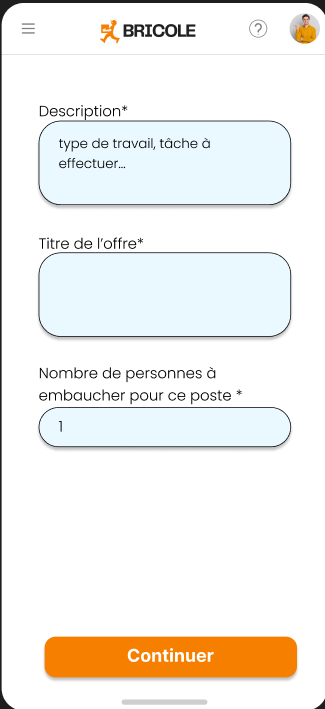 BRICOLE
?
Description*
type de travail, tâche à
effectuer...
Titre de l'offre*
Nombre de personnes à
embaucher pour ce poste *
1
Continuer